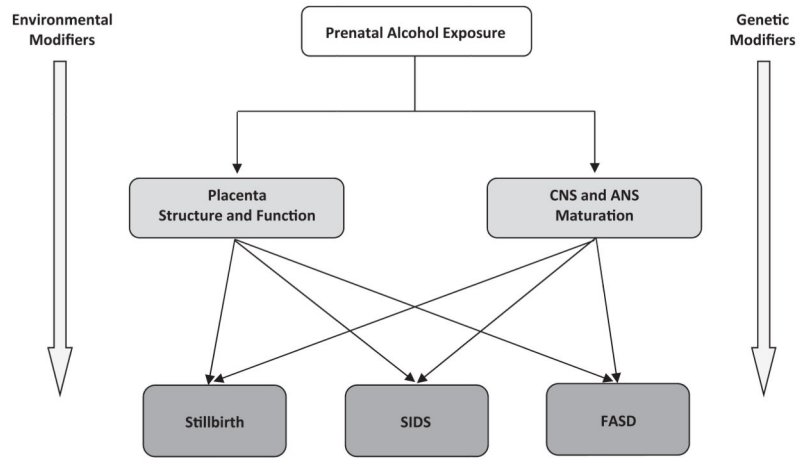 Environmental
Modifiers
Prenatal Alcohol Exposure
Genetic
Modifiers
Placenta
Structure and Function
CNS and ANS
Maturation
Stillbirth
SIDS
FASD